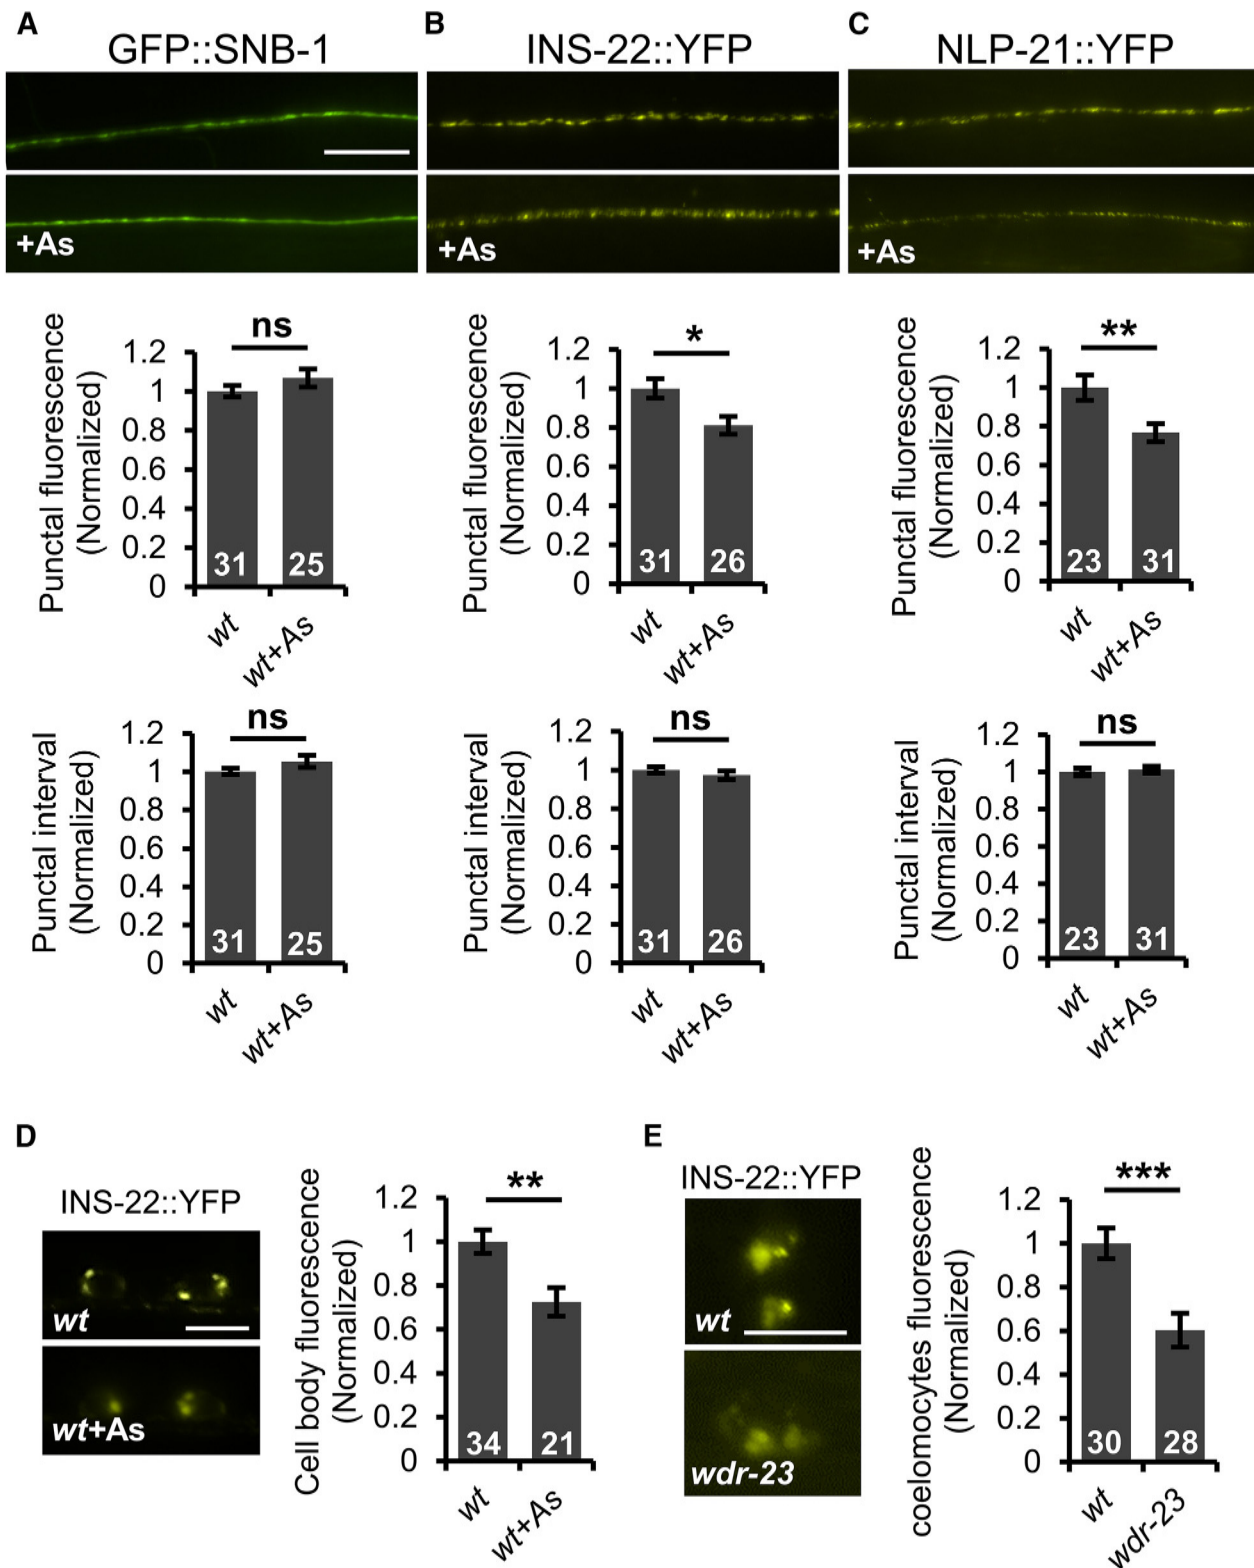 A
GFP::SNB-1
+As
B
INS-22::YFP
+As
C
NLP-21::YFP
+As
Punctal fluorescence
(Normalized)
ns
1.2
1
0.8
0.6
0.4
0.2
0
31
25
wt
wt+As
Punctal fluorescence
(Normalized)
*
1.2
1
0.8
0.6
0.4
0.2
0
31
26
wt
wt+As
Punctal fluorescence
(Normalized)
**
1.2
1
0.8
0.6
0.4
0.2
0
23
31
wt
wt+As
Punctal interval
(Normalized)
ns
1.2
1
0.8
0.6
0.4
0.2
0
31
25
wt
wt+As
Punctal interval
(Normalized)
ns
1.2
1
0.8
0.6
0.4
0.2
0
31
26
wt
wt+As
Punctal interval
(Normalized)
ns
1.2
1
0.8
0.6
0.4
0.2
0
23
31
wt
wt+As
D
INS-22::YFP
wt
wt+As
Cell body fluorescence
(Normalized)
**
1.2
1
0.8
0.6
0.4
0.2
0
34
21
wt
wt+As
E
INS-22::YFP
wt
wdr-23
coelomocytes fluorescence
(Normalized)
***
1.2
1
0.8
0.6
0.4
0.2
0
30
28
wt
wdr-23